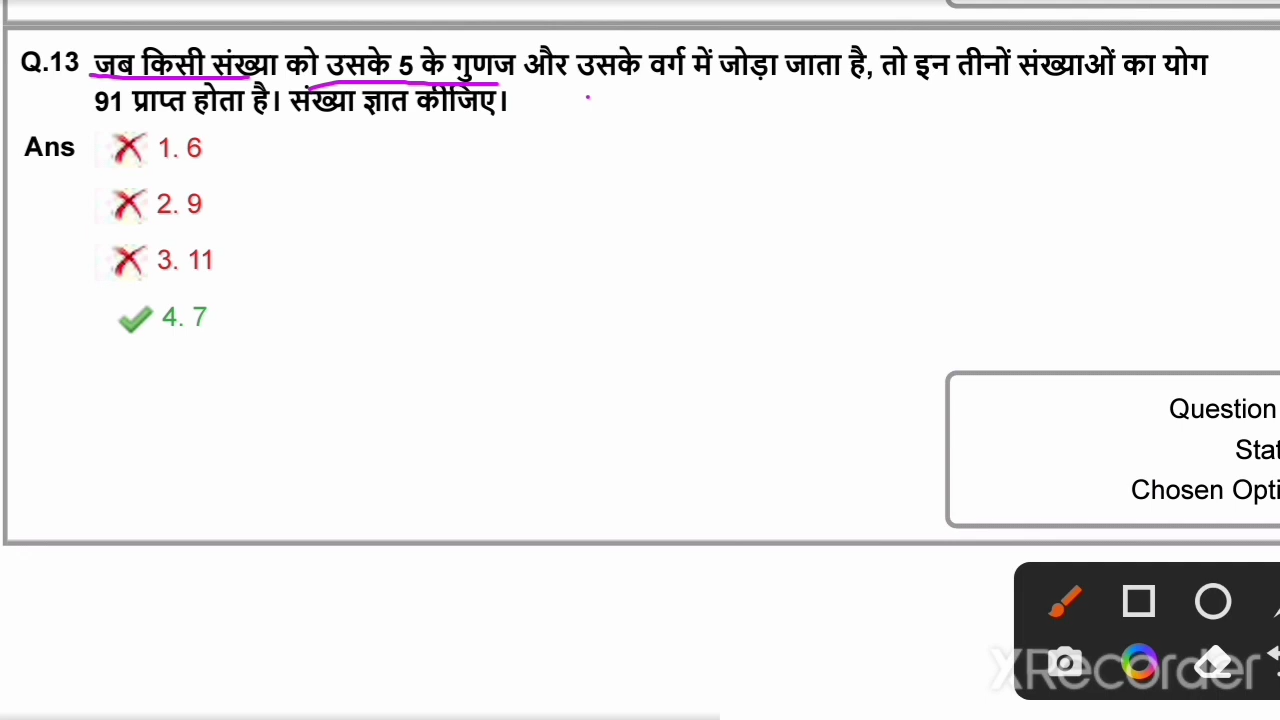 Q.13 जब किसी संख्या को उसके 5 के गुणज और उसके वर्ग में जोड़ा जाता है, तो इन तीनों संख्याओं का योग
91 प्राप्त होता है। संख्या ज्ञात कीजिए।
Ans 1. 6
2. 9
3. 11
4. 7
Question
Stat
Chosen Opti
XRecorder